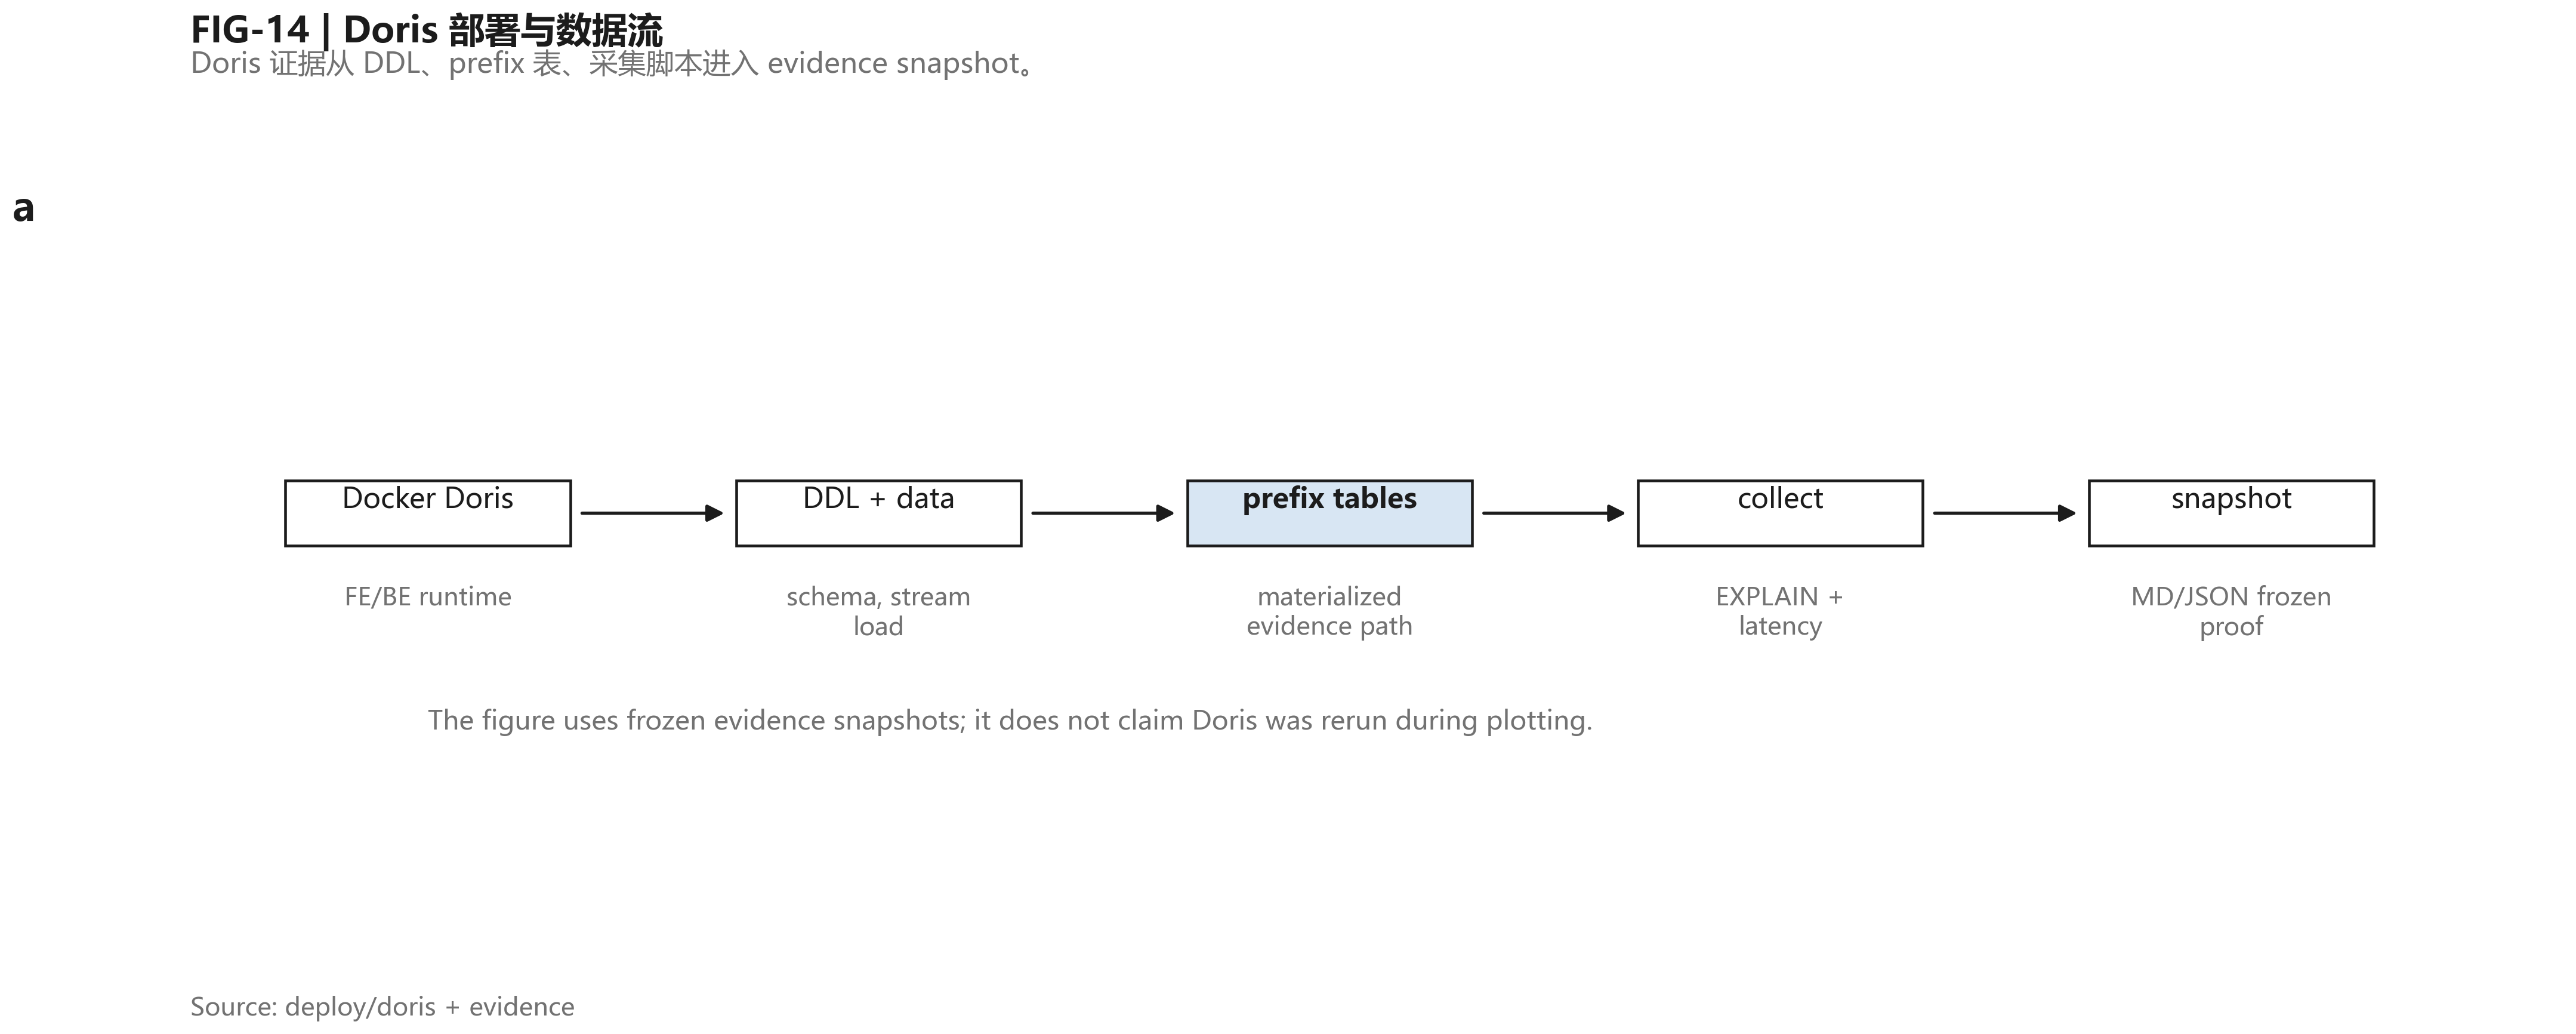 FIG-14 | Doris 部署与数据流
Doris 证据从 DDL、prefix 表、采集脚本进入 evidence snapshot。
a
Docker Doris
DDL + data
prefix tables
collect
snapshot
FE/BE runtime
schema, stream
load
materialized
evidence path
EXPLAIN +
latency
MD/JSON frozen
proof
The figure uses frozen evidence snapshots; it does not claim Doris was rerun during plotting.
Source: deploy/doris + evidence